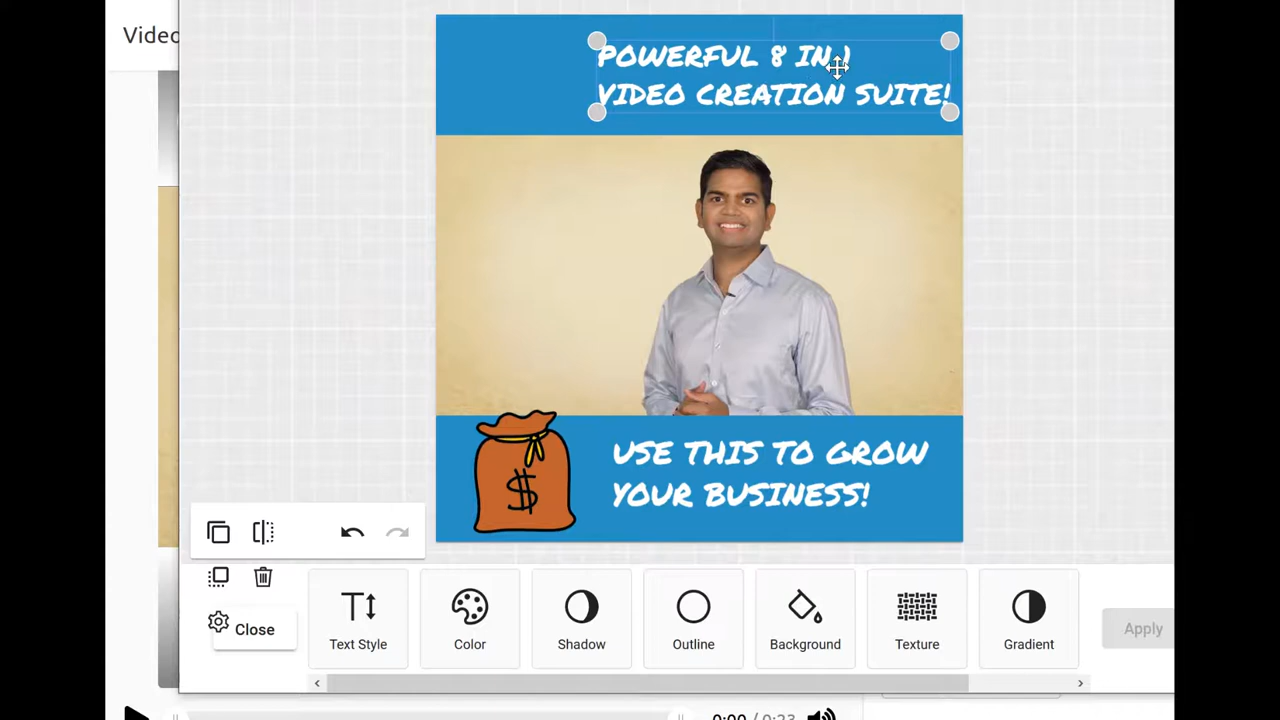 Video
POWERFUL 8 IN 1
VIDEO CREATION SUITE!
$
USE THIS TO GROW
YOUR BUSINESS!
Close
Text Style
Color
Shadow
Outline
Background
Texture
Gradient
Apply
0:00 / 0:23